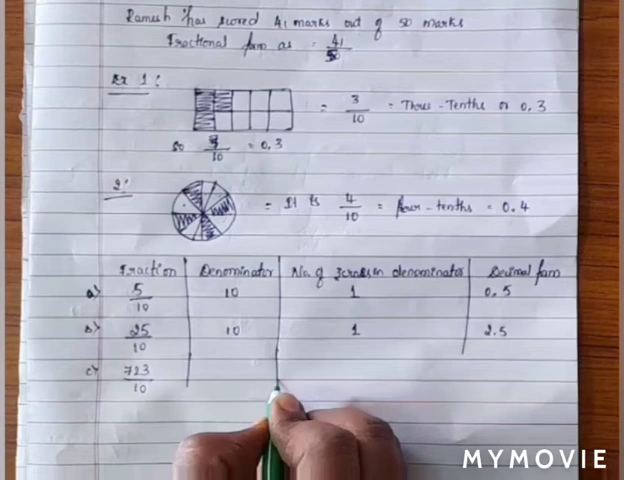 Ramesh has scored 41 marks out of 50 marks
Fractional form as = 41/50
Ex 1:
= 3/10 = Three-Tenths or 0.3
so 3/10 = 0.3
2:
= It is 4/10 = four-tenths = 0.4
Fraction Denominator No. of zeroes in denominator Decimal form
a) 5/10 10 1 0.5
b) 25/10 10 1 2.5
c) 723/10
MYMOVIE